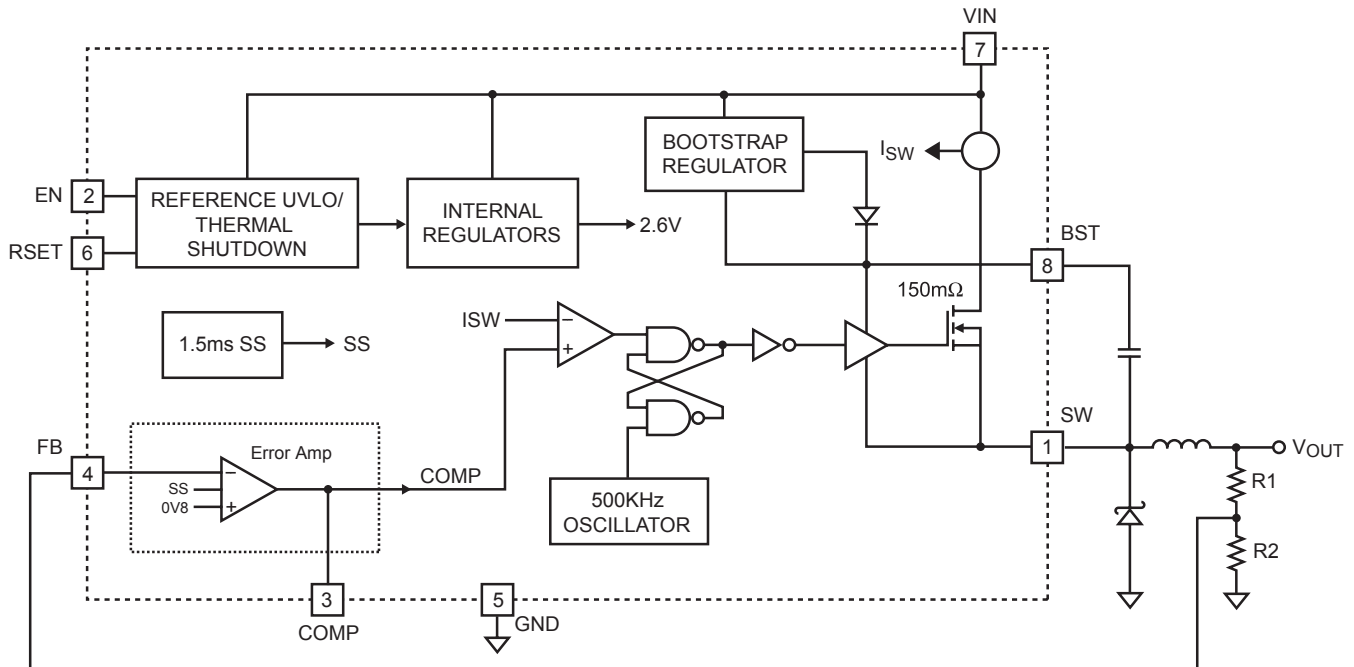 VIN
7
BOOTSTRAP
REGULATOR
ISW
EN
2
REFERENCE UVLO/
THERMAL
SHUTDOWN
INTERNAL
REGULATORS
2.6V
RSET
6
BST
8
150mΩ
1.5ms SS
SS
ISW
−
+
SW
1
VOUT
FB
4
Error Amp
−
SS
0V8
+
COMP
500KHz
OSCILLATOR
R1
R2
3
COMP
5
GND